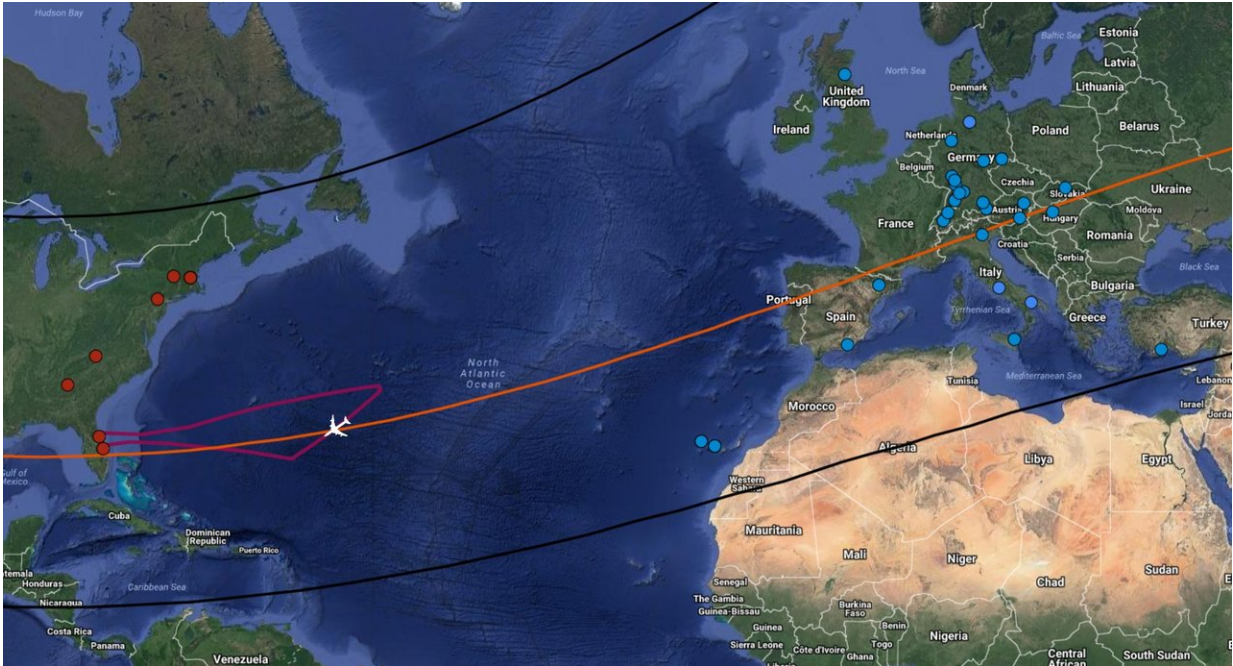 Hudson Bay
Baltic Sea
Estonia
Latvia
Lithuania
North Sea
Denmark
United
Kingdom
Ireland
Netherlands
Poland
Belarus
Germany
Belgium
Czechia
Slovakia
Ukraine
France
Austria
Hungary
Moldova
Romania
Croatia
Serbia
Black Sea
Italy
Bulgaria
Portugal
Spain
Tyrrhenian Sea
Greece
Turkey
North
Atlantic
Ocean
Tunisia
Mediterranean Sea
Lebanon
Morocco
Israel
Jorda
Algeria
Libya
Egypt
Gulf of
Mexico
Western
Sahara
Cuba
Dominican
Republic
Puerto Rico
Mauritania
Mali
Niger
Sudan
temala
Honduras
Caribbean Sea
Chad
Nicaragua
Senegal
The Gambia
Guinea-Bissau
Burkina
Faso
Costa Rica
Guinea
Benin
Panama
Sierra Leone
Côte d'Ivoire
Togo
Ghana
Nigeria
Central
African
South Sudan
Venezuela